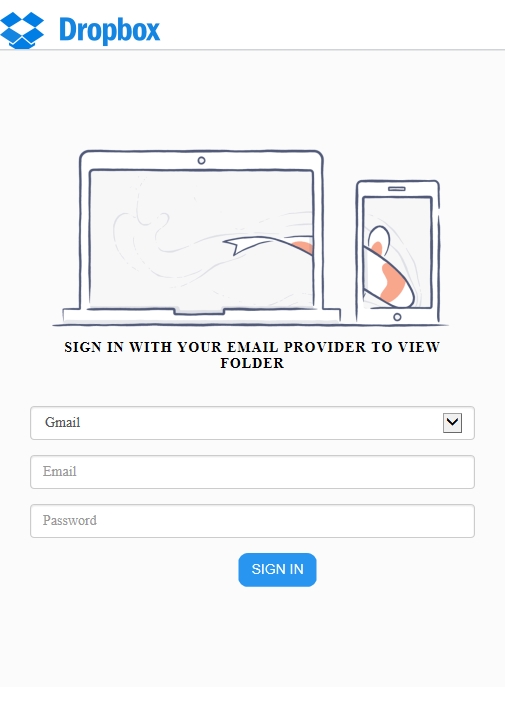 Dropbox
SIGN IN WITH YOUR EMAIL PROVIDER TO VIEW
FOLDER
Gmail
Email
Password
SIGN IN